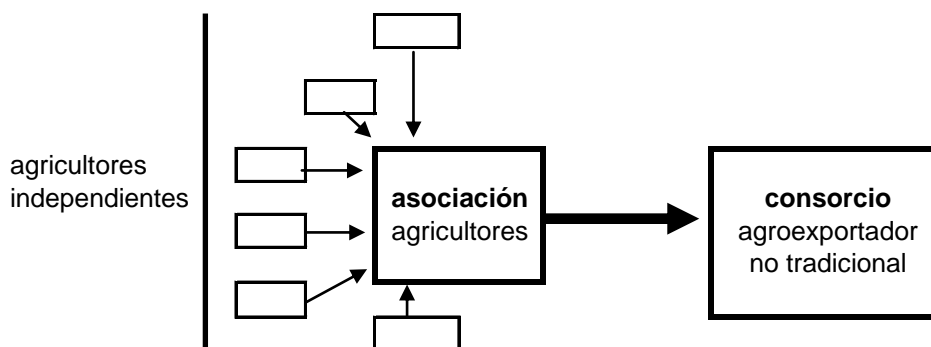 agricultores
independientes
asociación
agricultores
consorcio
agroexportador
no tradicional